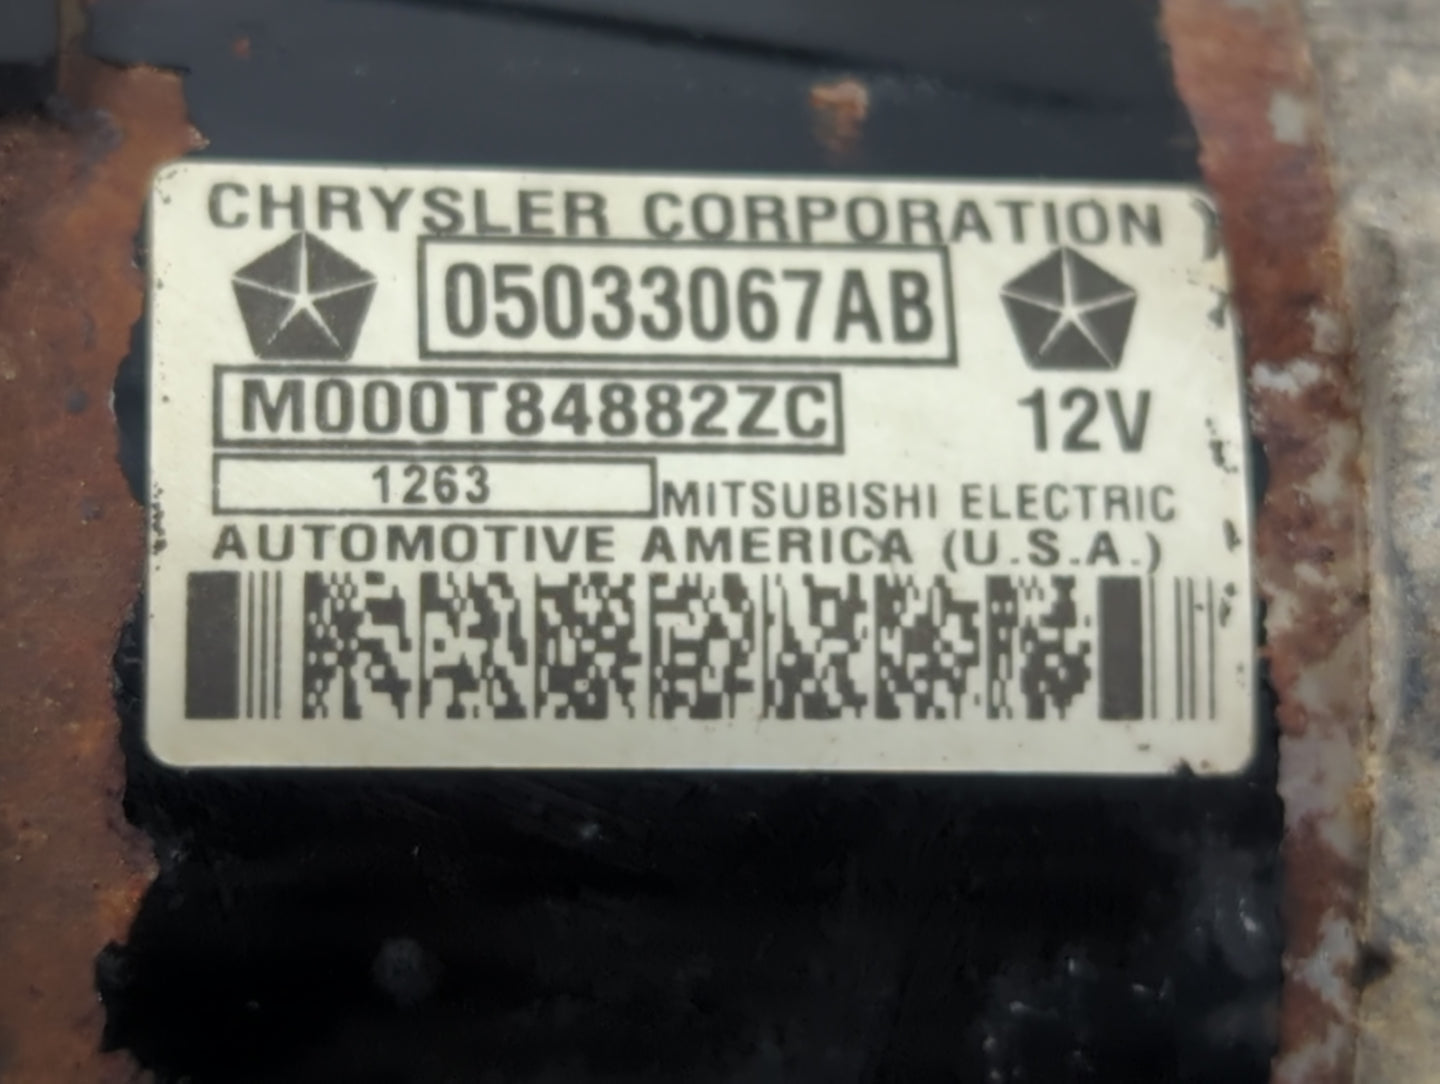 CHRYSLER CORPORATION
05033067AB
M000T84882ZC
12V
1263
MITSUBISHI ELECTRIC
AUTOMOTIVE AMERICA (U.S.A.)